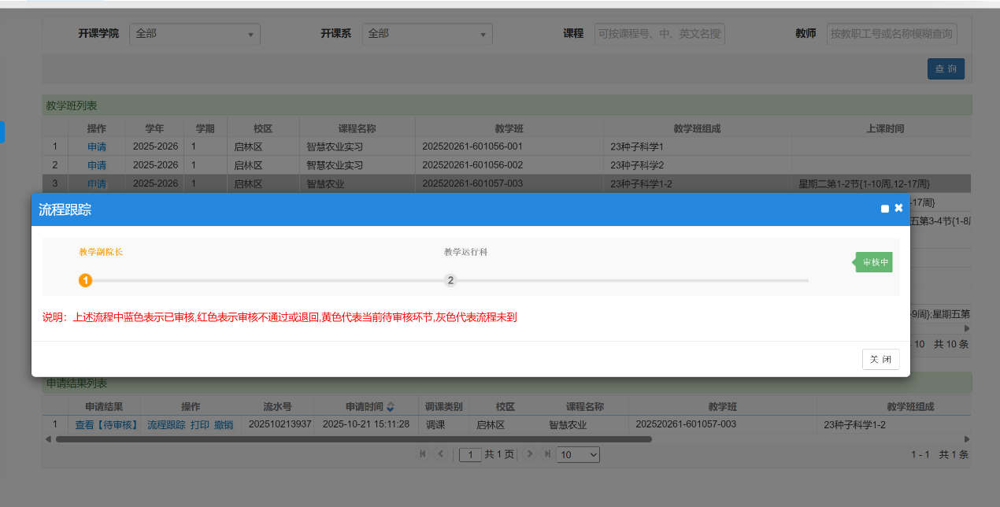 开课学院 全部 开课系 全部 课程 可按课程号、中、英文名搜 教师 按教职工号或名称模糊查询
查 询
教学班列表
操作 学年 学期 校区 课程名称 教学班 教学班组成 上课时间
1 申请 2025-2026 1 启林区 智慧农业实习 202520261-601056-001 23种子科学1
2 申请 2025-2026 1 启林区 智慧农业实习 202520261-601056-002 23种子科学2
3 申请 2025-2026 1 启林区 智慧农业 202520261-601057-003 23种子科学1-2 星期二第1-2节{1-10周,12-17周}
流程跟踪
-17周}
五第3-4节{1-8
教学副院长 教学运行科
审核中
1 2
说明：上述流程中蓝色表示已审核,红色表示审核不通过或退回,黄色代表当前待审核环节,灰色代表流程未到
-9周};星期五第
- 10 共 10 条
关 闭
申请结果列表
申请结果 操作 流水号 申请时间 调课类别 校区 课程名称 教学班 教学班组成
1 查看【待审核】 流程跟踪 打印 撤销 202510213937 2025-10-21 15:11:28 调课 启林区 智慧农业 202520261-601057-003 23种子科学1-2
1 共 1 页 10 1 - 1 共 1 条